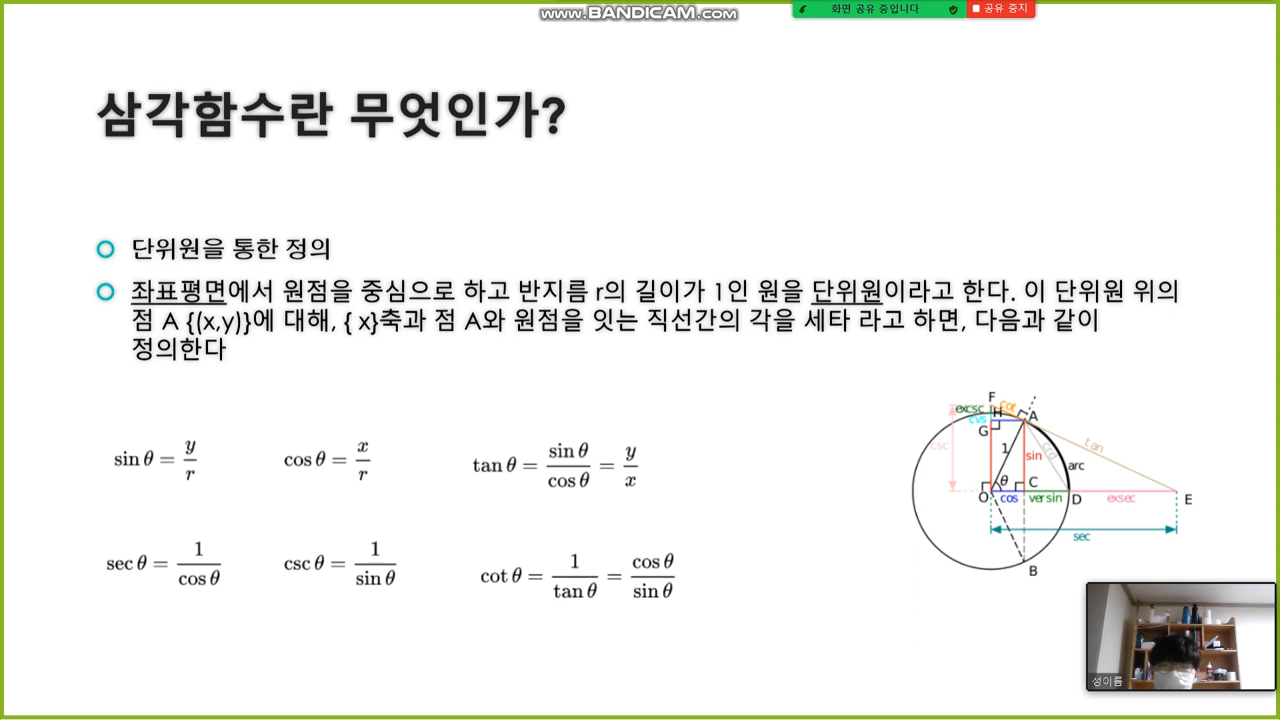 www.BANDICAM.com
화면 공유 중입니다
공유 중지
삼각함수란 무엇인가?
단위원을 통한 정의
좌표평면에서 원점을 중심으로 하고 반지름 r의 길이가 1인 원을 단위원이라고 한다. 이 단위원 위의
점 A {(x,y)}에 대해, { x}축과 점 A와 원점을 잇는 직선간의 각을 세타 라고 하면, 다음과 같이
정의한다
sin θ = y/r
cos θ = x/r
tan θ = sin θ/cos θ = y/x
sec θ = 1/cos θ
csc θ = 1/sin θ
cot θ = 1/tan θ = cos θ/sin θ
F
cot
excsc
H
A
cvs
G
csc
1
sin
crd
tan
arc
θ
C
O
cos
versin
D
exsec
E
sec
B
성이름